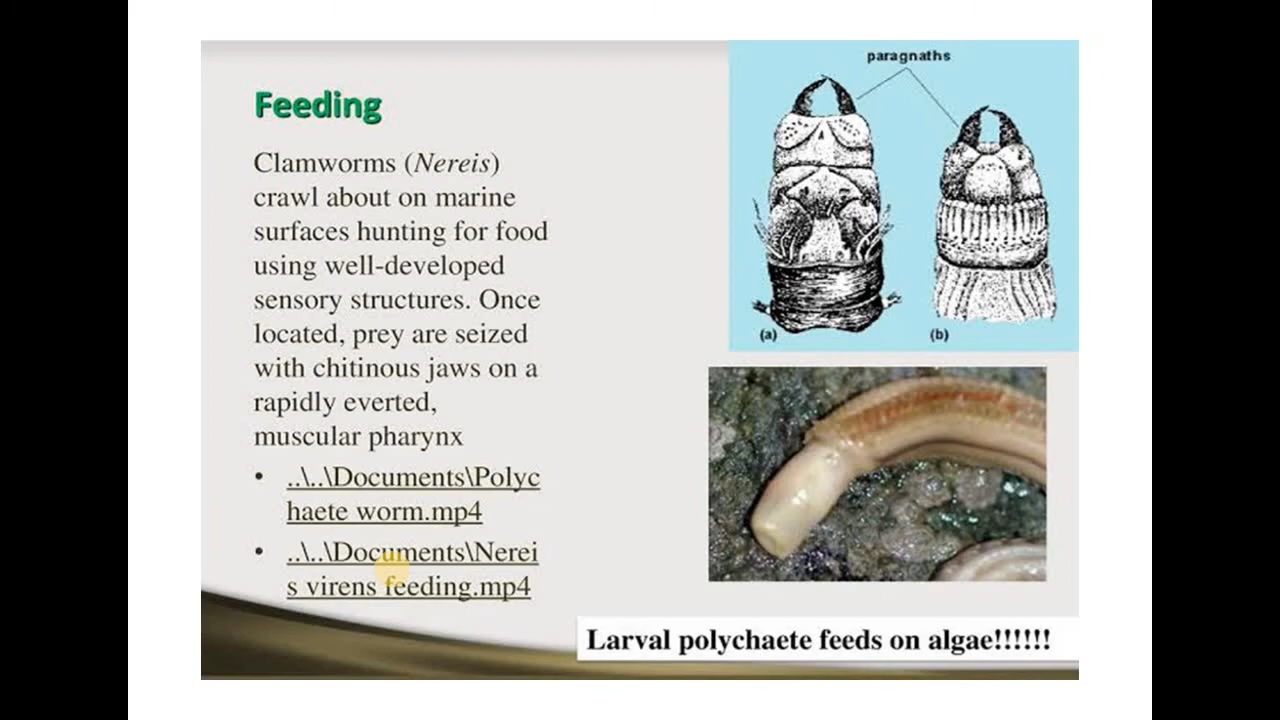 Feeding
Clamworms (Nereis)
crawl about on marine
surfaces hunting for food
using well-developed
sensory structures. Once
located, prey are seized
with chitinous jaws on a
rapidly everted,
muscular pharynx
• ..\..\Documents\Polyc
haete worm.mp4
• ..\..\Documents\Nerei
s virens feeding.mp4
paragnaths
(a)
(b)
Larval polychaete feeds on algae!!!!!!